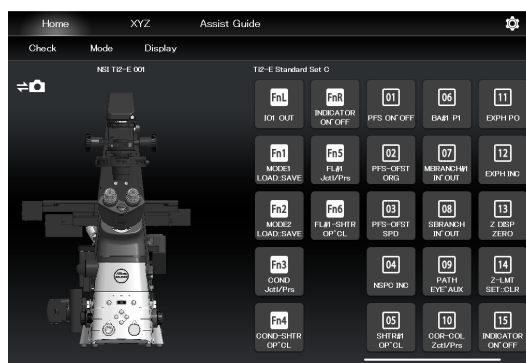 Home XYZ Assist Guide
Check Mode Display
NSI Ti2-E 001
Ti2-E Standard Set C
FnL
IO1 OUT
FnR
INDICATOR
ON~OFF
01
PFS ON~OFF
06
BA#1 P1
11
EXPH PO
Fn1
MODE1
LOAD::SAVE
Fn5
FL#1
Jctl/Prs
02
PFS-OFST
ORG
07
MBRANCH#1
IN~OUT
12
EXPH INC
Fn2
MODE2
LOAD::SAVE
Fn6
FL#1-SHTR
OP~CL
03
PFS-OFST
SPD
08
SBRANCH
IN~OUT
13
Z DISP
ZERO
Fn3
COND
Jctl/Prs
04
NSPC INC
09
PATH
EYE~AUX
14
Z-LMT
SET::CLR
Fn4
COND-SHTR
OP~CL
05
SHTR#1
OP~CL
10
COR-COL
Zctl/Prs
15
INDICATOR
ON~OFF